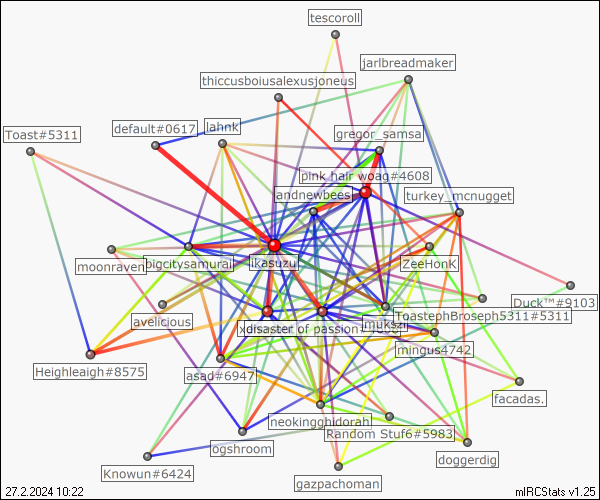 tescoroll
jarlbreadmaker
thiccusboiusalexusjoneus
Toast#5311
default#0617
lahnk
gregor_samsa
pink hair woag#4608
andnewbees
turkey_mcnugget
moonraven
bigcitysamurai
ikasuzu
ZeeHonK
Duck™#9103
avelicious
xdisaster of passion
mukszi
ToastephBroseph5311#5311
mingus4742
Heighleaigh#8575
asad#6947
facadas.
neokingghidorah
Random Stuf6#5983
ogshroom
doggerdig
Knowun#6424
gazpachoman
27.2.2024 10:22
mIRCStats v1.25